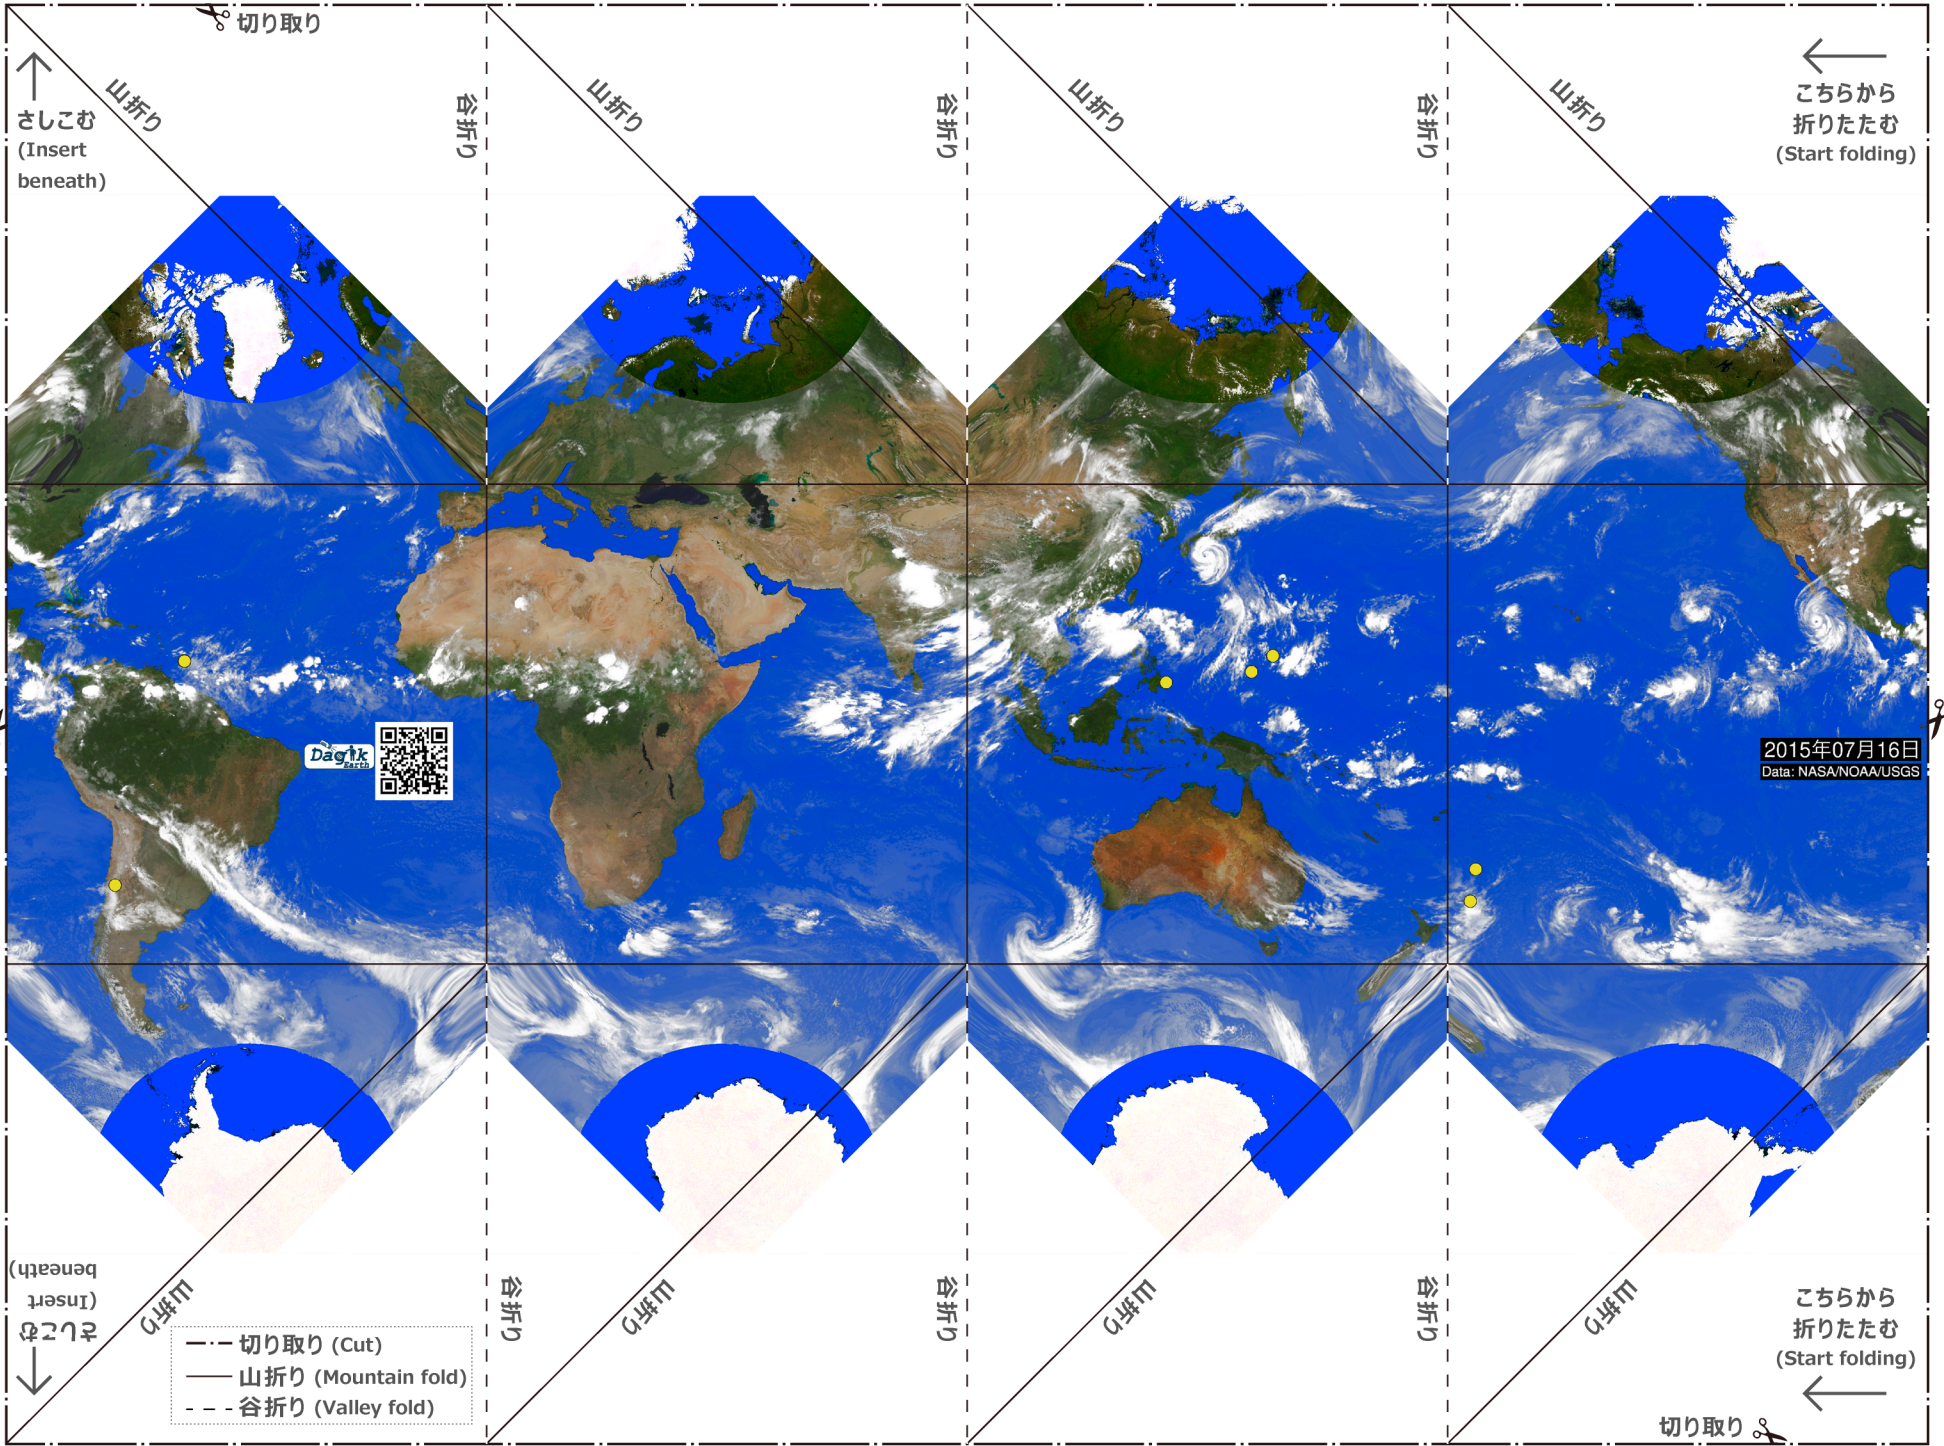 切り取り
山折り
谷折り
山折り
谷折り
山折り
谷折り
山折り
さしこむ
(Insert
beneath)
こちらから
折りたたむ
(Start folding)
Dagik
Earth
2015年07月16日
Data: NASA/NOAA/USGS
さしこむ
(Insert
beneath)
山折り
谷折り
山折り
谷折り
山折り
谷折り
山折り
こちらから
折りたたむ
(Start folding)
切り取り (Cut)
山折り (Mountain fold)
谷折り (Valley fold)
切り取り